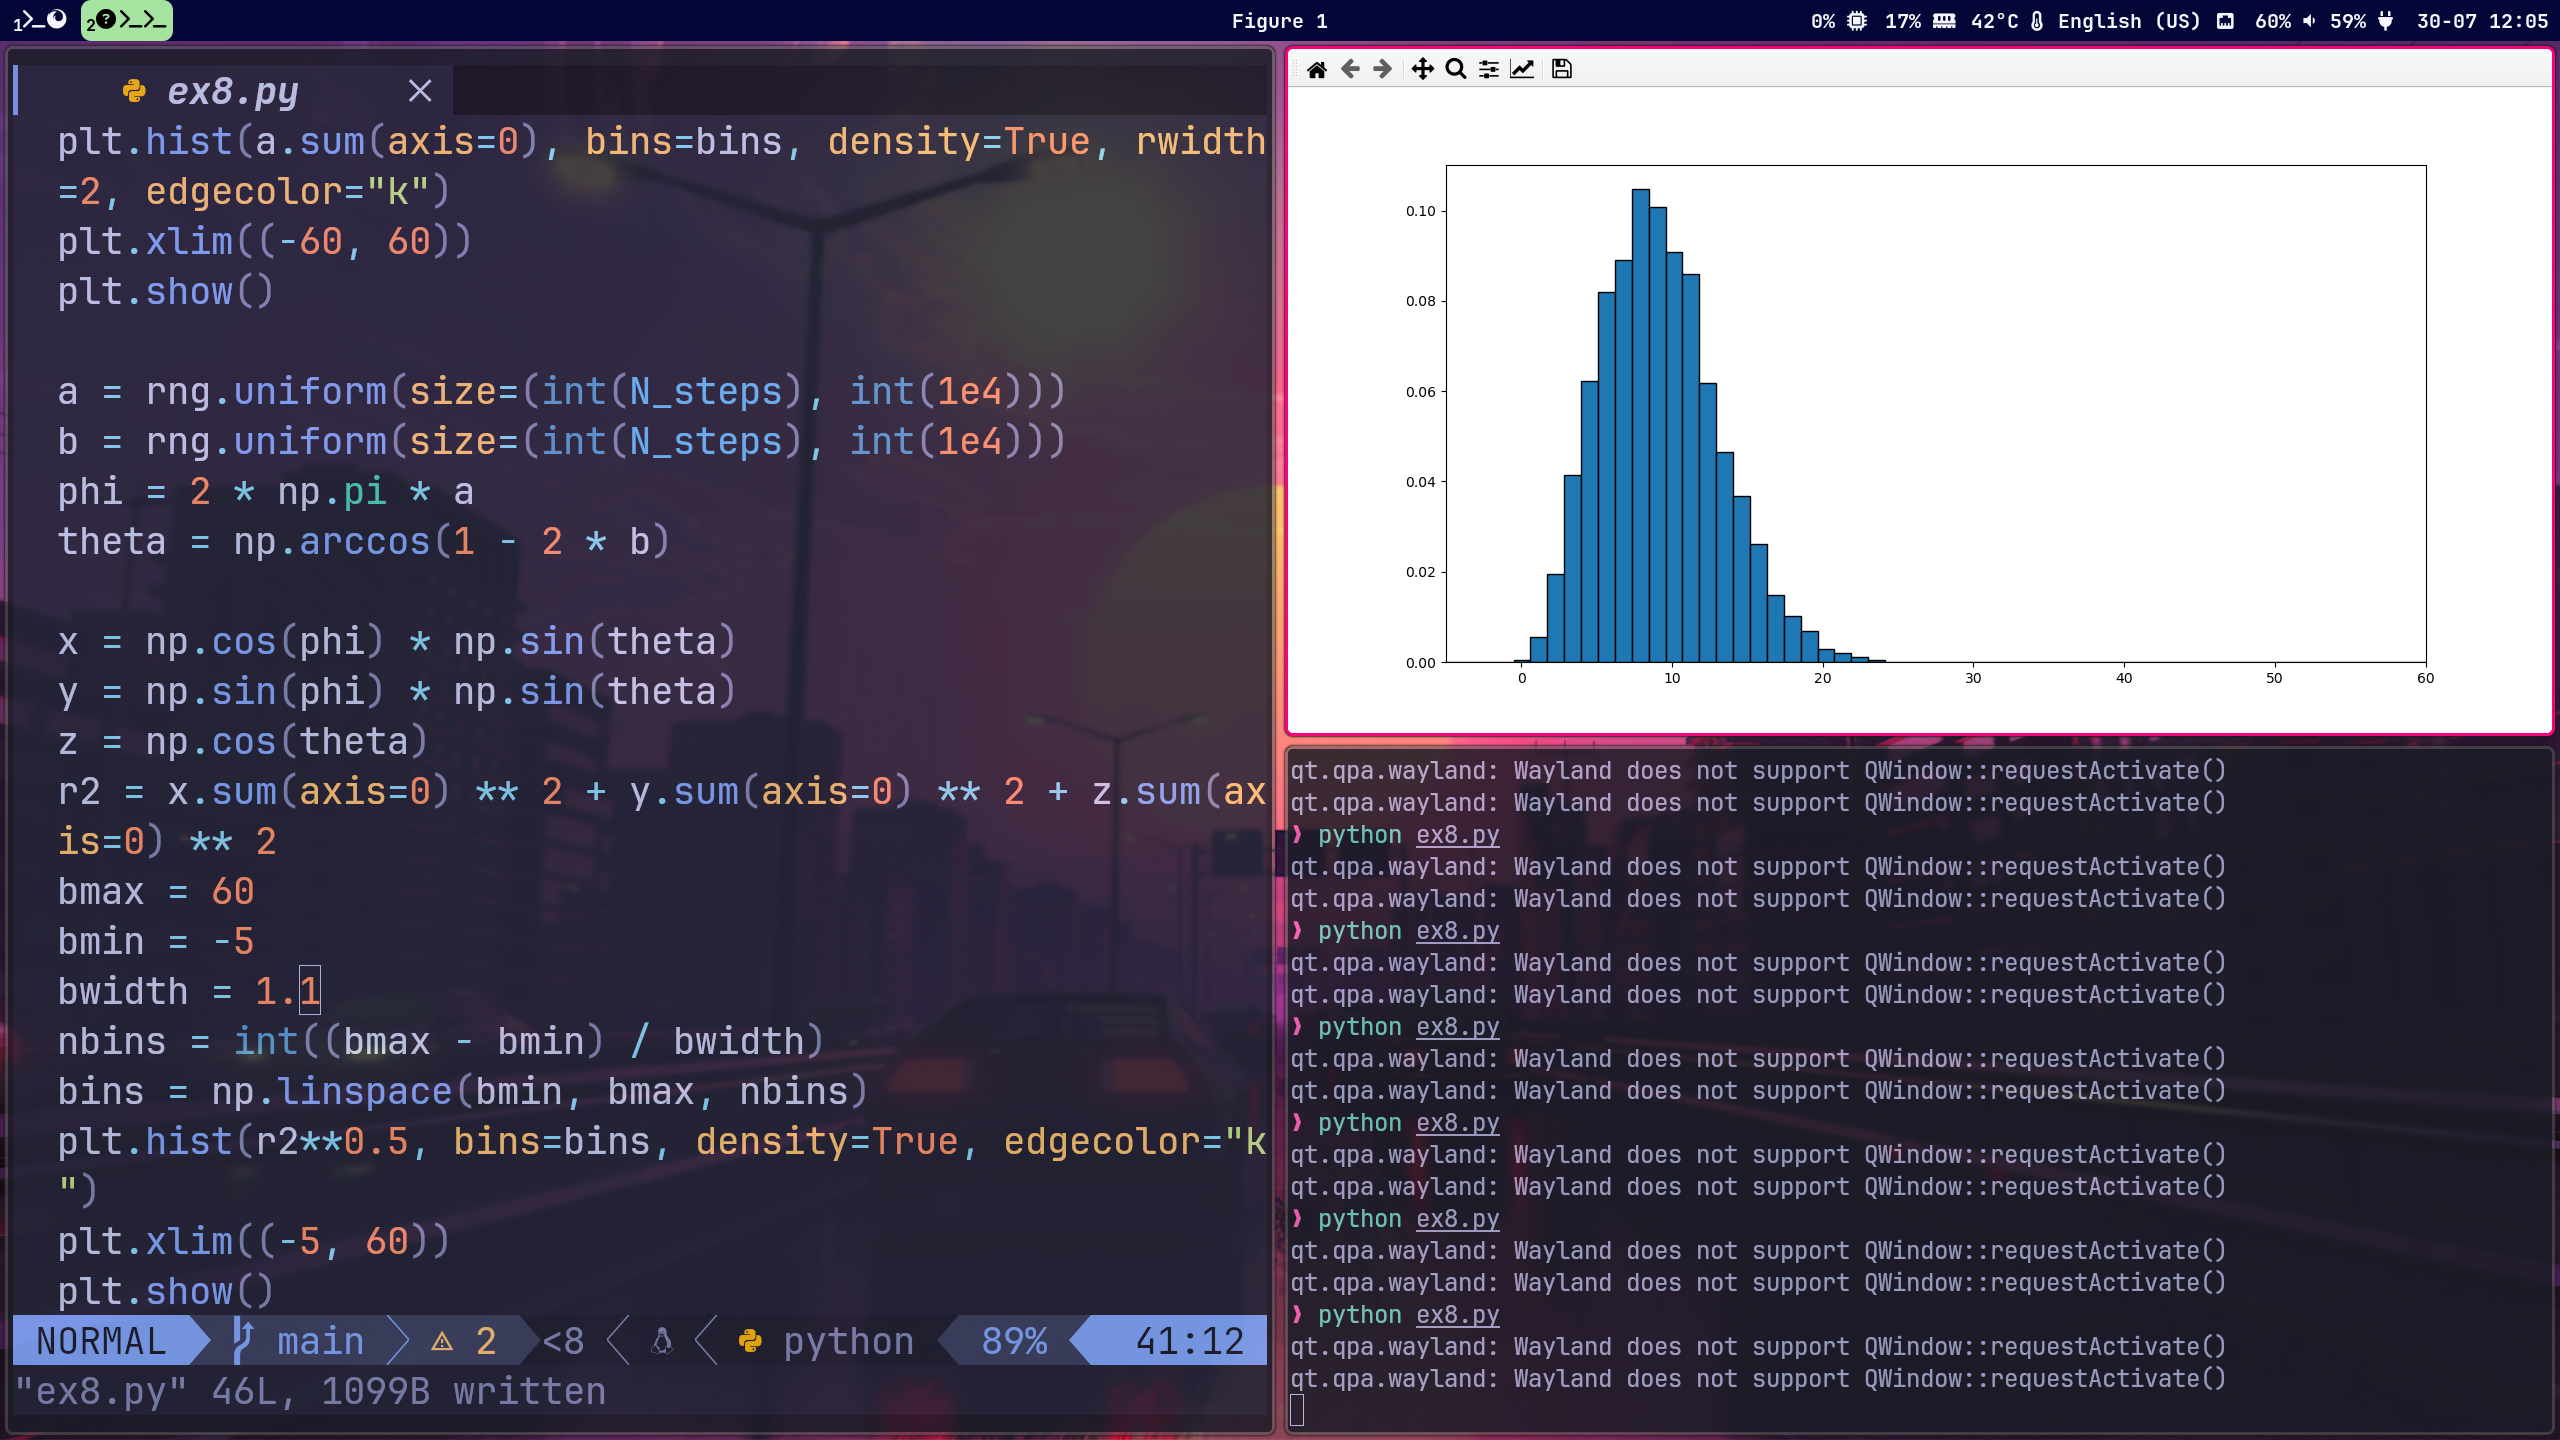 1
2
Figure 1
0% 17% 42°C English (US) 60% 59% 30-07 12:05
ex8.py
plt.hist(a.sum(axis=0), bins=bins, density=True, rwidth
=2, edgecolor="k")
plt.xlim((-60, 60))
plt.show()
a = rng.uniform(size=(int(N_steps), int(1e4)))
b = rng.uniform(size=(int(N_steps), int(1e4)))
phi = 2 * np.pi * a
theta = np.arccos(1 - 2 * b)
x = np.cos(phi) * np.sin(theta)
y = np.sin(phi) * np.sin(theta)
z = np.cos(theta)
r2 = x.sum(axis=0) ** 2 + y.sum(axis=0) ** 2 + z.sum(ax
is=0) ** 2
bmax = 60
bmin = -5
bwidth = 1.1
nbins = int((bmax - bmin) / bwidth)
bins = np.linspace(bmin, bmax, nbins)
plt.hist(r2**0.5, bins=bins, density=True, edgecolor="k
")
plt.xlim((-5, 60))
plt.show()
NORMAL main 2 <8 python 89% 41:12
"ex8.py" 46L, 1099B written
0.10
0.08
0.06
0.04
0.02
0.00
0 10 20 30 40 50 60
qt.qpa.wayland: Wayland does not support QWindow::requestActivate()
qt.qpa.wayland: Wayland does not support QWindow::requestActivate()
❯ python ex8.py
qt.qpa.wayland: Wayland does not support QWindow::requestActivate()
qt.qpa.wayland: Wayland does not support QWindow::requestActivate()
❯ python ex8.py
qt.qpa.wayland: Wayland does not support QWindow::requestActivate()
qt.qpa.wayland: Wayland does not support QWindow::requestActivate()
❯ python ex8.py
qt.qpa.wayland: Wayland does not support QWindow::requestActivate()
qt.qpa.wayland: Wayland does not support QWindow::requestActivate()
❯ python ex8.py
qt.qpa.wayland: Wayland does not support QWindow::requestActivate()
qt.qpa.wayland: Wayland does not support QWindow::requestActivate()
❯ python ex8.py
qt.qpa.wayland: Wayland does not support QWindow::requestActivate()
qt.qpa.wayland: Wayland does not support QWindow::requestActivate()
❯ python ex8.py
qt.qpa.wayland: Wayland does not support QWindow::requestActivate()
qt.qpa.wayland: Wayland does not support QWindow::requestActivate()